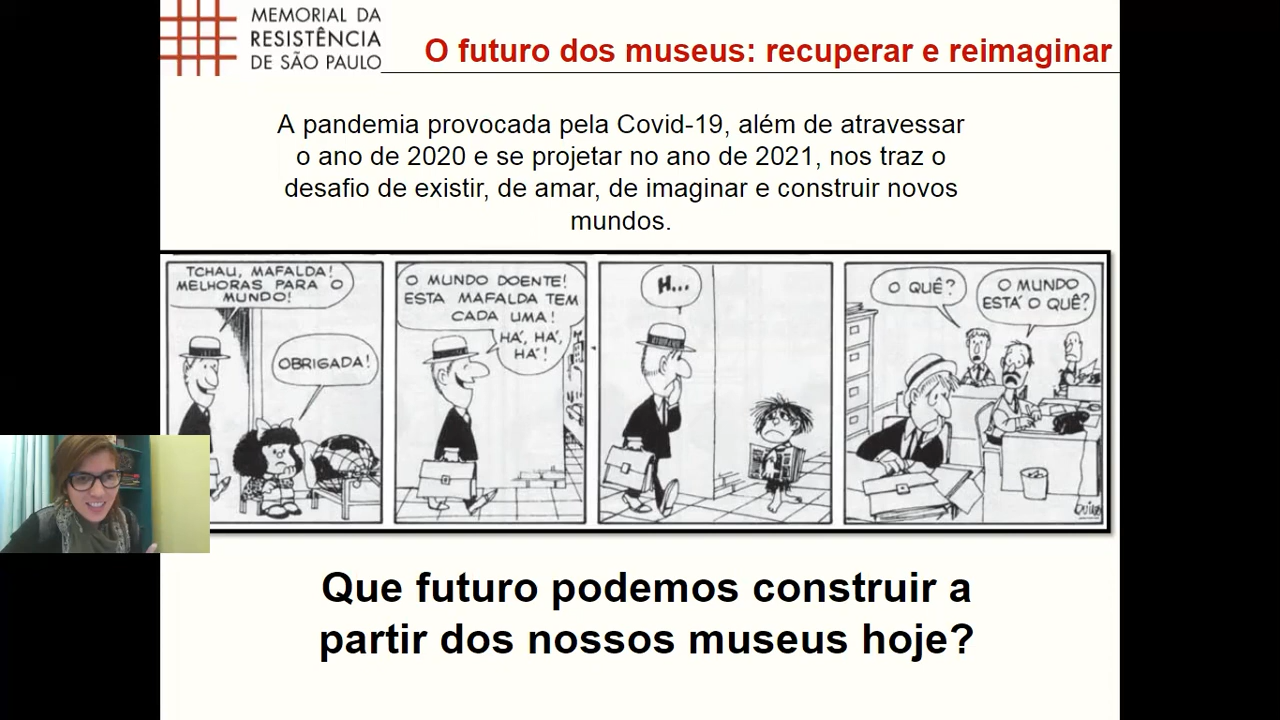 MEMORIAL DA
RESISTÊNCIA
DE SÃO PAULO
O futuro dos museus: recuperar e reimaginar
A pandemia provocada pela Covid-19, além de atravessar
o ano de 2020 e se projetar no ano de 2021, nos traz o
desafio de existir, de amar, de imaginar e construir novos
mundos.
TCHAU, MAFALDA!
MELHORAS PARA O
MUNDO!
OBRIGADA!
O MUNDO DOENTE!
ESTA MAFALDA TEM
CADA UMA!
HÁ, HÁ,
HÁ!
H...
O QUÊ?
O MUNDO
ESTÁ O QUÊ?
Que futuro podemos construir a
partir dos nossos museus hoje?